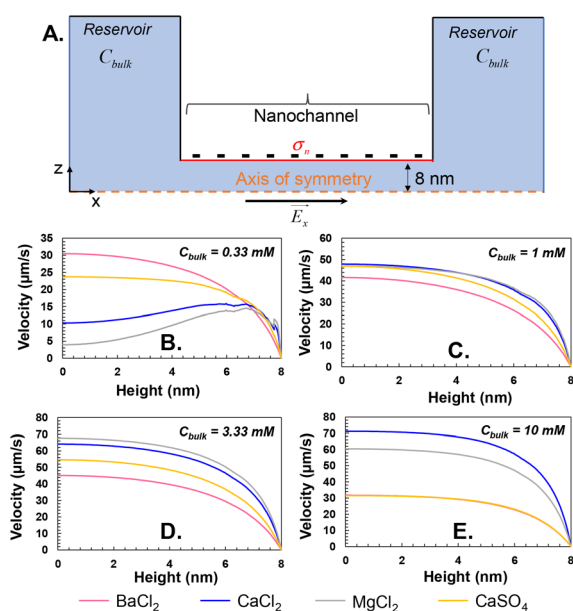 A.
Reservoir
C_bulk
Reservoir
C_bulk
Nanochannel
σ_n
Axis of symmetry
8 nm
z
x
E_x
C_bulk = 0.33 mM
Velocity (μm/s)
35
30
25
20
15
10
5
0
0 2 4 6 8
Height (nm)
B.
C_bulk = 1 mM
Velocity (μm/s)
60
50
40
30
20
10
0
0 2 4 6 8
Height (nm)
C.
C_bulk = 3.33 mM
Velocity (μm/s)
80
70
60
50
40
30
20
10
0
0 2 4 6 8
Height (nm)
D.
C_bulk = 10 mM
Velocity (μm/s)
80
70
60
50
40
30
20
10
0
0 2 4 6 8
Height (nm)
E.
BaCl₂ CaCl₂ MgCl₂ CaSO₄